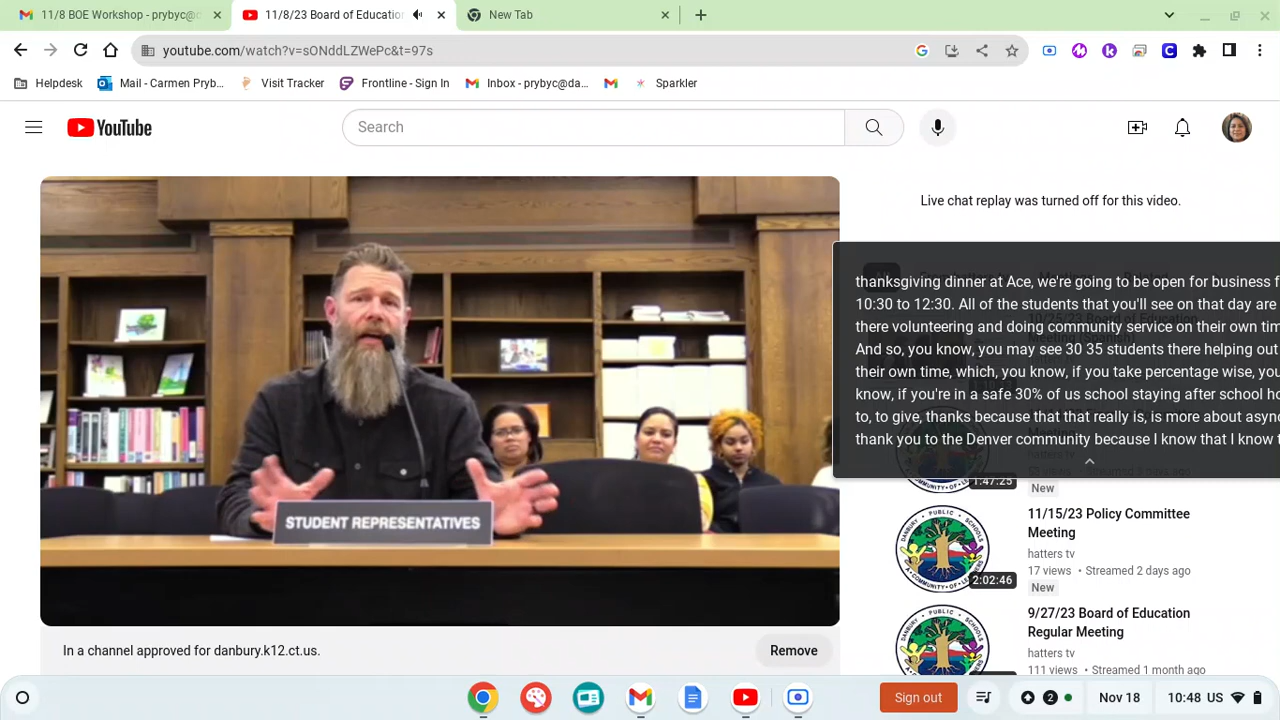 11/8 BOE Workshop - prybyc@d
11/8/23 Board of Education
New Tab
youtube.com/watch?v=sONddLZWePc&t=97s
Helpdesk
Mail - Carmen Pryb...
Visit Tracker
Frontline - Sign In
Inbox - prybyc@da...
Sparkler
YouTube
Search
Live chat replay was turned off for this video.
thanksgiving dinner at Ace, we're going to be open for business f
10:30 to 12:30. All of the students that you'll see on that day are
there volunteering and doing community service on their own tim
And so, you know, you may see 30 35 students there helping out
their own time, which, you know, if you take percentage wise, you
know, if you're in a safe 30% of us school staying after school ho
to, to give, thanks because that that really is, is more about asyn
thank you to the Denver community because I know that I know t
STUDENT REPRESENTATIVES
1:47:25
New
11/15/23 Policy Committee
Meeting
hatters tv
17 views • Streamed 2 days ago
2:02:46
New
9/27/23 Board of Education
Regular Meeting
hatters tv
111 views • Streamed 1 month ago
In a channel approved for danbury.k12.ct.us.
Remove
Sign out
2
Nov 18
10:48 US